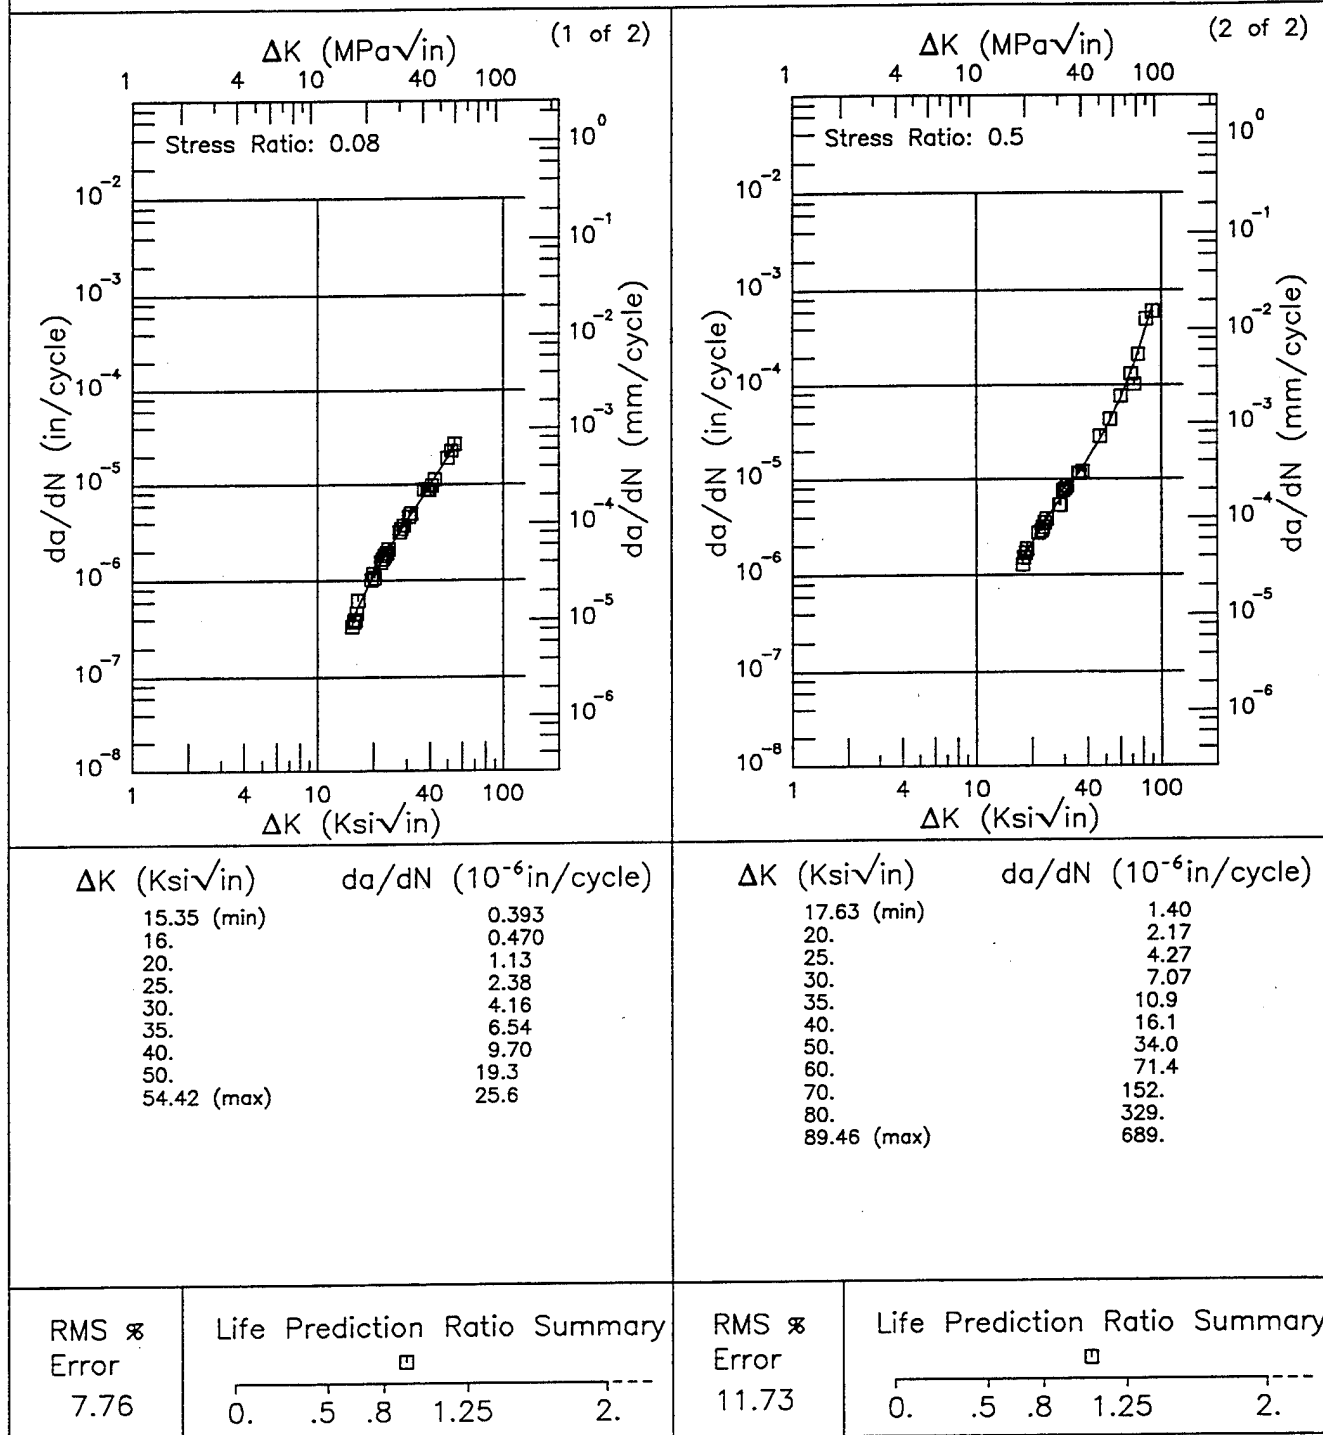 (1 of 2)
ΔK (MPa√in)
1 4 10 40 100
Stress Ratio: 0.08
10⁻²
10⁻³
10⁻⁴
10⁻⁵
10⁻⁶
10⁻⁷
10⁻⁸
da/dN (in/cycle)
10⁰
10⁻¹
10⁻²
10⁻³
10⁻⁴
10⁻⁵
10⁻⁶
da/dN (mm/cycle)
1 4 10 40 100
ΔK (Ksi√in)
ΔK (Ksi√in) da/dN (10⁻⁶in/cycle)
15.35 (min) 0.393
16. 0.470
20. 1.13
25. 2.38
30. 4.16
35. 6.54
40. 9.70
50. 19.3
54.42 (max) 25.6
RMS %
Error
7.76
Life Prediction Ratio Summary
0. .5 .8 1.25 2.
(2 of 2)
ΔK (MPa√in)
1 4 10 40 100
Stress Ratio: 0.5
10⁻²
10⁻³
10⁻⁴
10⁻⁵
10⁻⁶
10⁻⁷
10⁻⁸
da/dN (in/cycle)
10⁰
10⁻¹
10⁻²
10⁻³
10⁻⁴
10⁻⁵
10⁻⁶
da/dN (mm/cycle)
1 4 10 40 100
ΔK (Ksi√in)
ΔK (Ksi√in) da/dN (10⁻⁶in/cycle)
17.63 (min) 1.40
20. 2.17
25. 4.27
30. 7.07
35. 10.9
40. 16.1
50. 34.0
60. 71.4
70. 152.
80. 329.
89.46 (max) 689.
RMS %
Error
11.73
Life Prediction Ratio Summary
0. .5 .8 1.25 2.